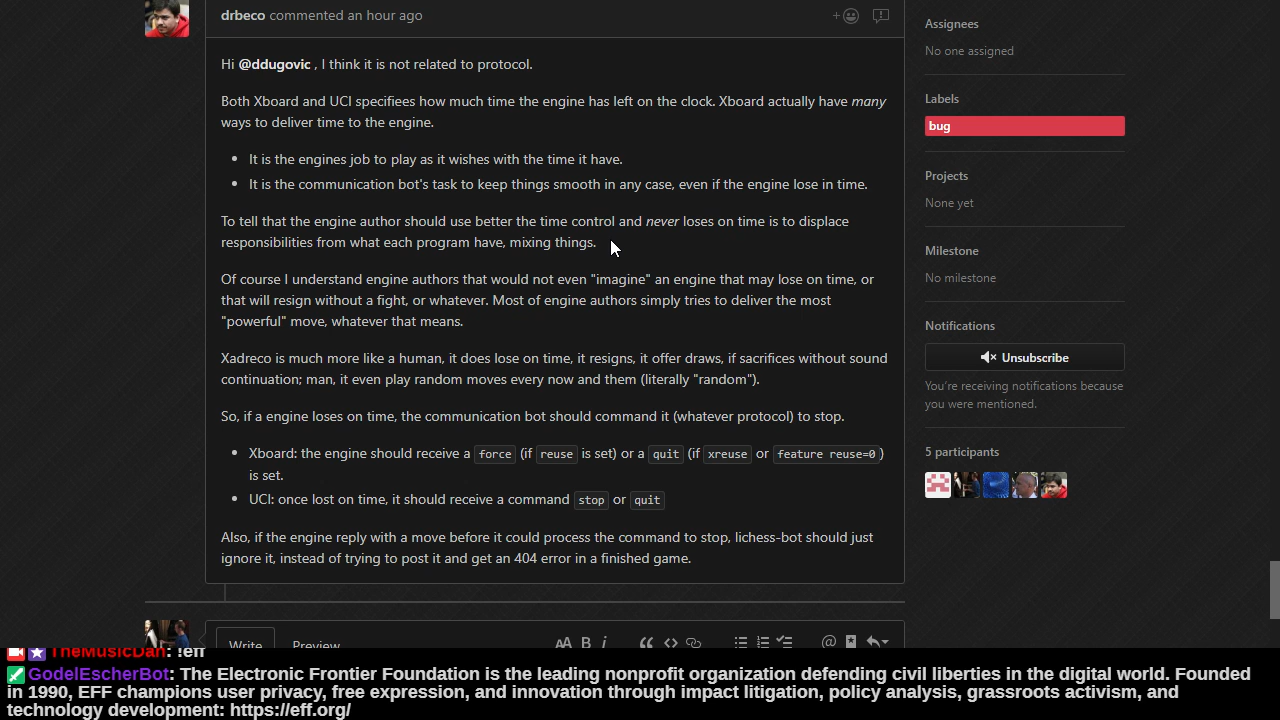 drbeco commented an hour ago
Hi @ddugovic , I think it is not related to protocol.
Both Xboard and UCI specifiees how much time the engine has left on the clock. Xboard actually have many
ways to deliver time to the engine.
It is the engines job to play as it wishes with the time it have.
It is the communication bot's task to keep things smooth in any case, even if the engine lose in time.
To tell that the engine author should use better the time control and never loses on time is to displace
responsibilities from what each program have, mixing things.
Of course I understand engine authors that would not even "imagine" an engine that may lose on time, or
that will resign without a fight, or whatever. Most of engine authors simply tries to deliver the most
"powerful" move, whatever that means.
Xadreco is much more like a human, it does lose on time, it resigns, it offer draws, if sacrifices without sound
continuation; man, it even play random moves every now and them (literally "random").
So, if a engine loses on time, the communication bot should command it (whatever protocol) to stop.
Xboard: the engine should receive a force (if reuse is set) or a quit (if xreuse or feature reuse=0 )
is set.
UCI: once lost on time, it should receive a command stop or quit
Also, if the engine reply with a move before it could process the command to stop, lichess-bot should just
ignore it, instead of trying to post it and get an 404 error in a finished game.
Write Preview
Assignees
No one assigned
Labels
bug
Projects
None yet
Milestone
No milestone
Notifications
Unsubscribe
You're receiving notifications because
you were mentioned.
5 participants
TheMusicDan: !eff
GodelEscherBot: The Electronic Frontier Foundation is the leading nonprofit organization defending civil liberties in the digital world. Founded
in 1990, EFF champions user privacy, free expression, and innovation through impact litigation, policy analysis, grassroots activism, and
technology development: https://eff.org/